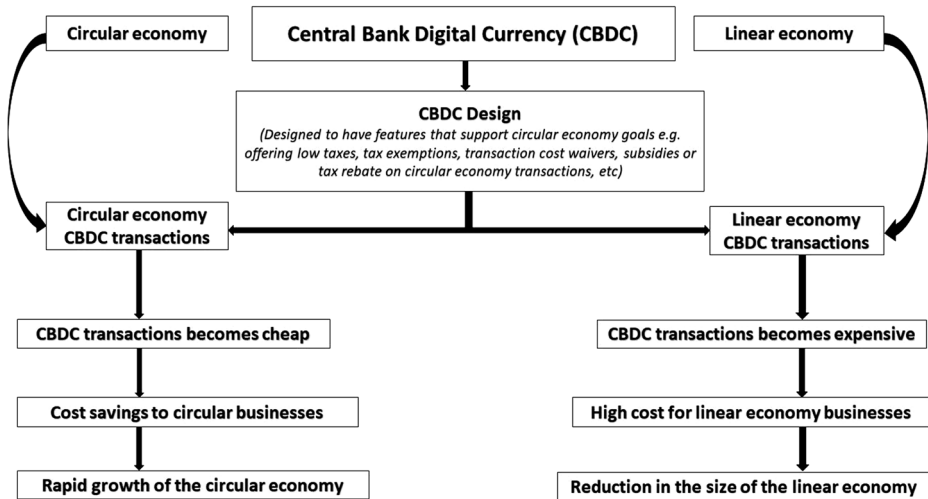 Circular economy
Central Bank Digital Currency (CBDC)
Linear economy
CBDC Design
(Designed to have features that support circular economy goals e.g.
offering low taxes, tax exemptions, transaction cost waivers, subsidies or
tax rebate on circular economy transactions, etc)
Circular economy
CBDC transactions
Linear economy
CBDC transactions
CBDC transactions becomes cheap
CBDC transactions becomes expensive
Cost savings to circular businesses
High cost for linear economy businesses
Rapid growth of the circular economy
Reduction in the size of the linear economy